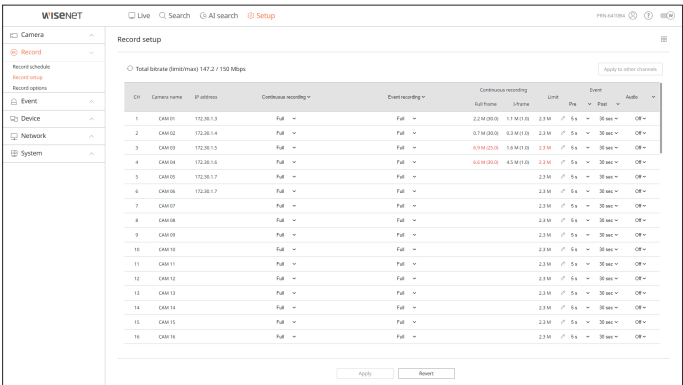 WISENET
Live Search AI search Setup
PRN-6410B4
Camera
Record
Record schedule
Record setup
Record options
Event
Device
Network
System
Record setup
Total bitrate (limit/max) 147.2 / 150 Mbps
Apply to other channels
CH Camera name IP address Continuous recording Event recording Continuous recording Limit Event Audio
Full frame I-frame Pre Post
1 CAM 01 172.30.1.3 Full Full 2.2 M (30.0) 1.1 M (1.0) 2.3 M 5 s 30 sec Off
2 CAM 02 172.30.1.4 Full Full 0.7 M (30.0) 0.3 M (1.0) 2.3 M 5 s 30 sec Off
3 CAM 03 172.30.1.5 Full Full 6.9 M (25.0) 1.6 M (1.0) 2.3 M 5 s 30 sec Off
4 CAM 04 172.30.1.6 Full Full 6.6 M (30.0) 4.5 M (1.0) 2.3 M 5 s 30 sec Off
5 CAM 05 172.30.1.7 Full Full 2.3 M 5 s 30 sec Off
6 CAM 06 172.30.1.7 Full Full 2.3 M 5 s 30 sec Off
7 CAM 07 Full Full 2.3 M 5 s 30 sec Off
8 CAM 08 Full Full 2.3 M 5 s 30 sec Off
9 CAM 09 Full Full 2.3 M 5 s 30 sec Off
10 CAM 10 Full Full 2.3 M 5 s 30 sec Off
11 CAM 11 Full Full 2.3 M 5 s 30 sec Off
12 CAM 12 Full Full 2.3 M 5 s 30 sec Off
13 CAM 13 Full Full 2.3 M 5 s 30 sec Off
14 CAM 14 Full Full 2.3 M 5 s 30 sec Off
15 CAM 15 Full Full 2.3 M 5 s 30 sec Off
16 CAM 16 Full Full 2.3 M 5 s 30 sec Off
Apply Revert